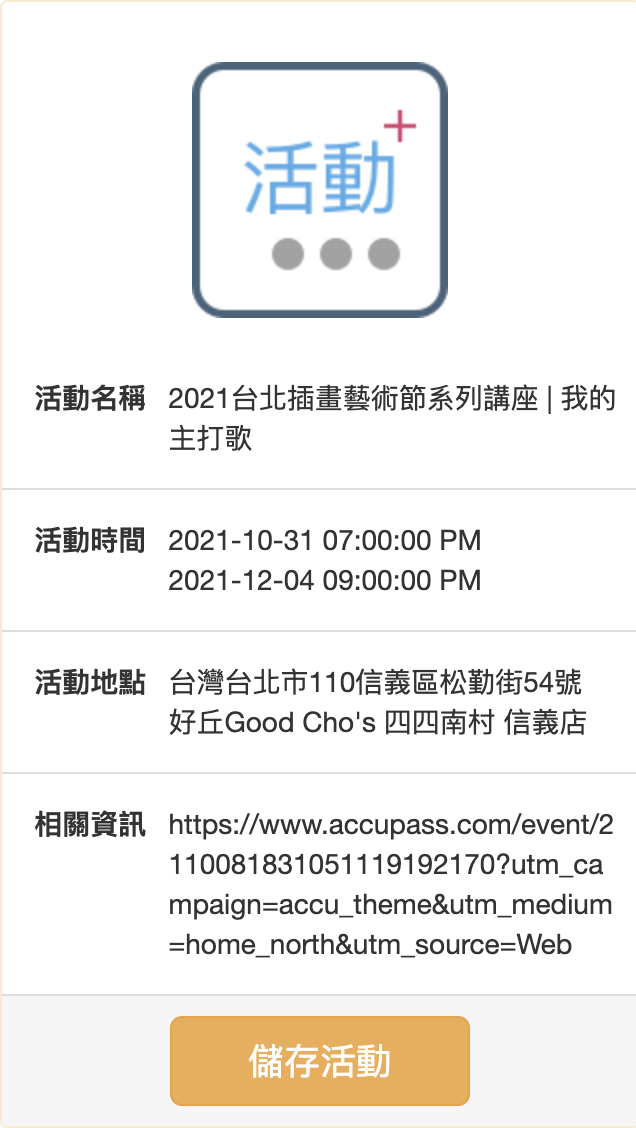 活動+
活動名稱 2021台北插畫藝術節系列講座 | 我的
主打歌
活動時間 2021-10-31 07:00:00 PM
2021-12-04 09:00:00 PM
活動地點 台灣台北市110信義區松勤街54號
好丘Good Cho's 四四南村 信義店
相關資訊 https://www.accupass.com/event/2
110081831051119192170?utm_ca
mpaign=accu_theme&utm_medium
=home_north&utm_source=Web
儲存活動